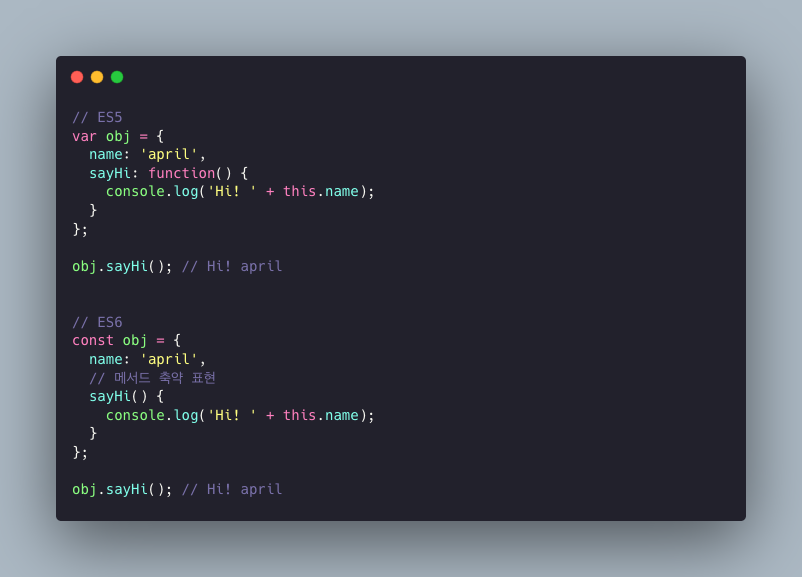 // ES5
var obj = {
  name: 'april',
  sayHi: function() {
    console.log('Hi! ' + this.name);
  }
};

obj.sayHi(); // Hi! april


// ES6
const obj = {
  name: 'april',
  // 메서드 축약 표현
  sayHi() {
    console.log('Hi! ' + this.name);
  }
};

obj.sayHi(); // Hi! april